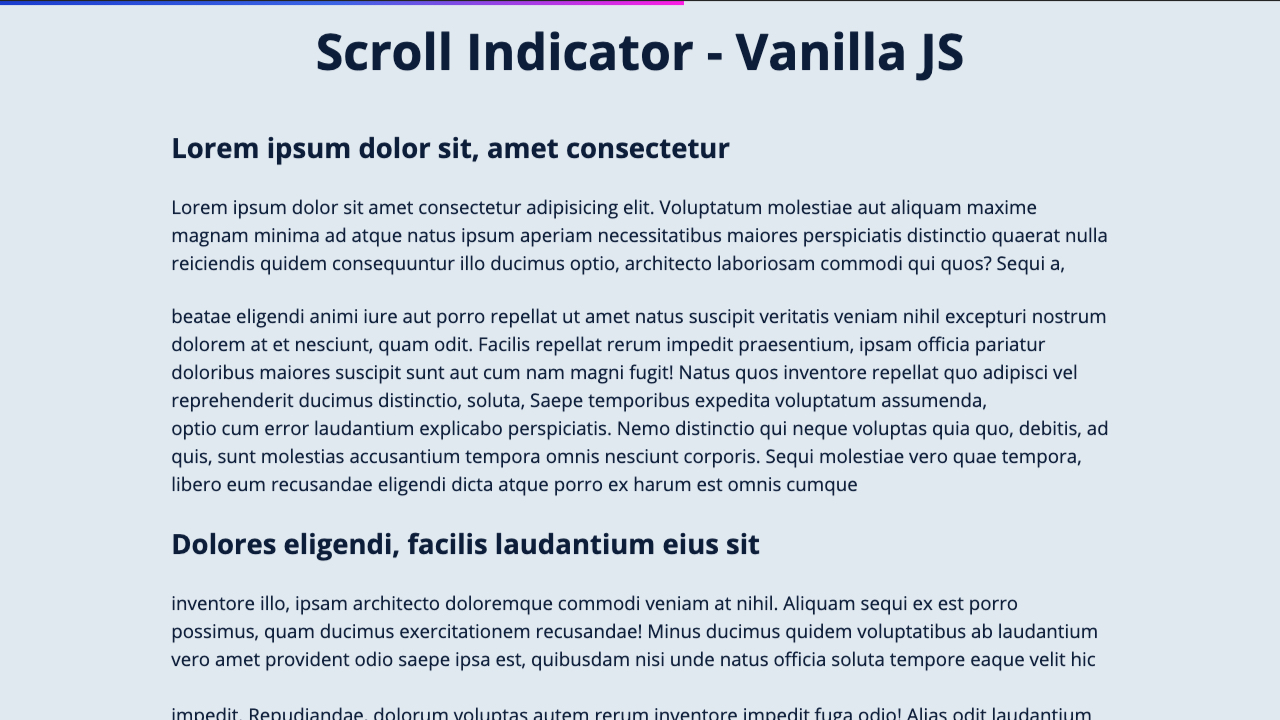 Scroll Indicator - Vanilla JS
Lorem ipsum dolor sit, amet consectetur
Lorem ipsum dolor sit amet consectetur adipisicing elit. Voluptatum molestiae aut aliquam maxime
magnam minima ad atque natus ipsum aperiam necessitatibus maiores perspiciatis distinctio quaerat nulla
reiciendis quidem consequuntur illo ducimus optio, architecto laboriosam commodi qui quos? Sequi a,
beatae eligendi animi iure aut porro repellat ut amet natus suscipit veritatis veniam nihil excepturi nostrum
dolorem at et nesciunt, quam odit. Facilis repellat rerum impedit praesentium, ipsam officia pariatur
doloribus maiores suscipit sunt aut cum nam magni fugit! Natus quos inventore repellat quo adipisci vel
reprehenderit ducimus distinctio, soluta, Saepe temporibus expedita voluptatum assumenda,
optio cum error laudantium explicabo perspiciatis. Nemo distinctio qui neque voluptas quia quo, debitis, ad
quis, sunt molestias accusantium tempora omnis nesciunt corporis. Sequi molestiae vero quae tempora,
libero eum recusandae eligendi dicta atque porro ex harum est omnis cumque
Dolores eligendi, facilis laudantium eius sit
inventore illo, ipsam architecto doloremque commodi veniam at nihil. Aliquam sequi ex est porro
possimus, quam ducimus exercitationem recusandae! Minus ducimus quidem voluptatibus ab laudantium
vero amet provident odio saepe ipsa est, quibusdam nisi unde natus officia soluta tempore eaque velit hic
impedit. Repudiandae, dolorum voluptas autem rerum inventore impedit fuga odio! Alias odit laudantium